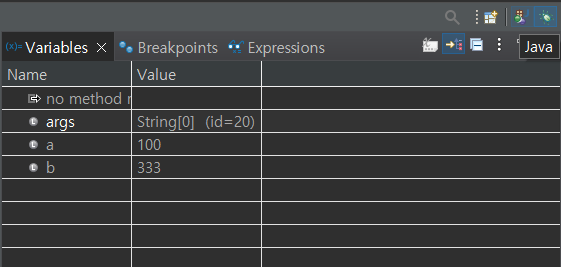 Variables Breakpoints Expressions
Java
Name Value
no method r
args String[0] (id=20)
a 100
b 333